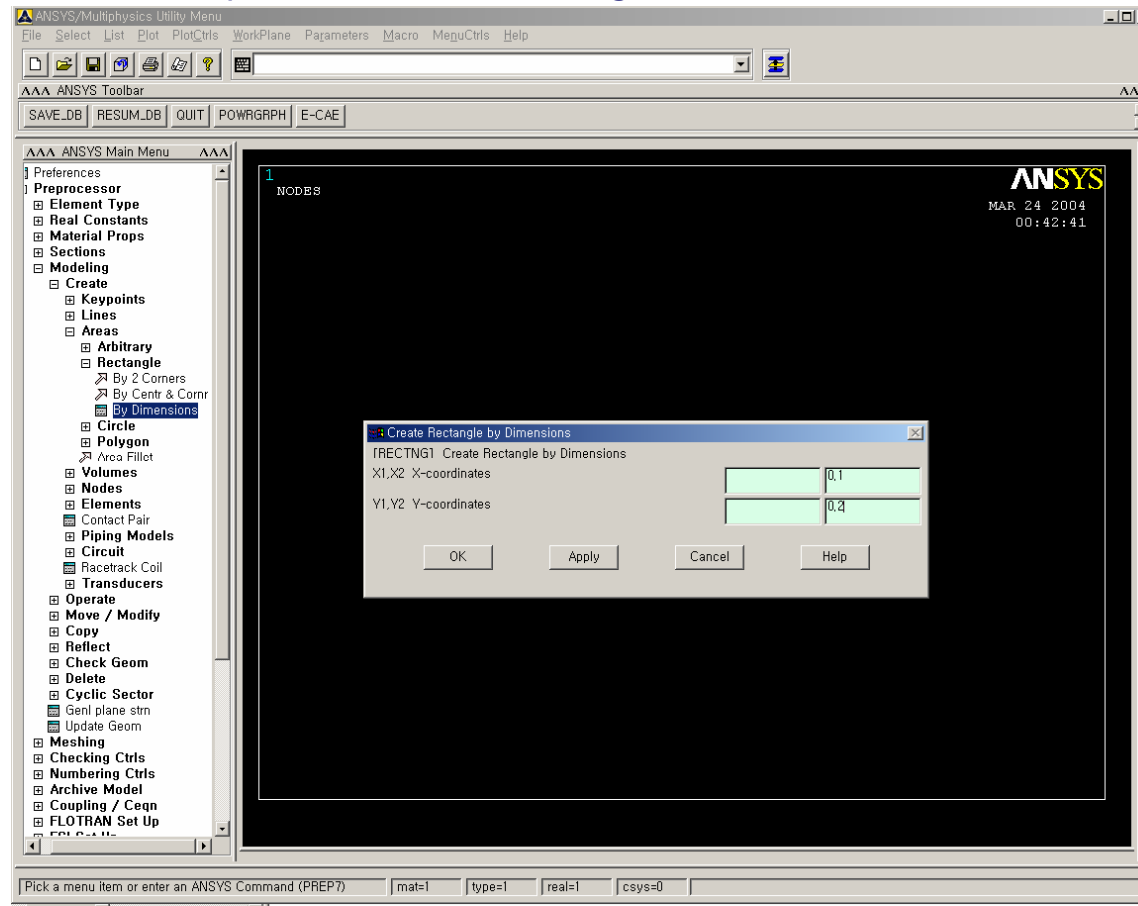 ANSYS/Multiphysics Utility Menu
File Select List Plot PlotCtrls WorkPlane Parameters Macro MenuCtrls Help
ΛΛΛ ANSYS Toolbar
SAVE_DB RESUM_DB QUIT POWRGRPH E-CAE
ΛΛΛ ANSYS Main Menu ΛΛΛ
Preferences
Preprocessor
Element Type
Real Constants
Material Props
Sections
Modeling
Create
Keypoints
Lines
Areas
Arbitrary
Rectangle
By 2 Corners
By Centr & Cornr
By Dimensions
Circle
Polygon
Area Fillet
Volumes
Nodes
Elements
Contact Pair
Piping Models
Circuit
Racetrack Coil
Transducers
Operate
Move / Modify
Copy
Reflect
Check Geom
Delete
Cyclic Sector
Genl plane strn
Update Geom
Meshing
Checking Ctrls
Numbering Ctrls
Archive Model
Coupling / Ceqn
FLOTRAN Set Up
1
NODES
ANSYS
MAR 24 2004
00:42:41
Create Rectangle by Dimensions
[RECTNG] Create Rectangle by Dimensions
X1,X2 X-coordinates 0.1
Y1,Y2 Y-coordinates 0.2
OK Apply Cancel Help
Pick a menu item or enter an ANSYS Command (PREP7) mat=1 type=1 real=1 csys=0